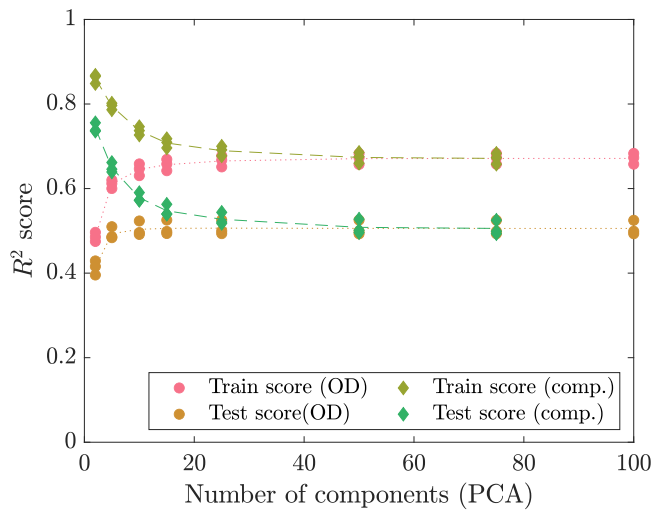 1
0.8
0.6
0.4
0.2
0
R² score
0 20 40 60 80 100
Number of components (PCA)
Train score (OD)
Test score(OD)
Train score (comp.)
Test score (comp.)